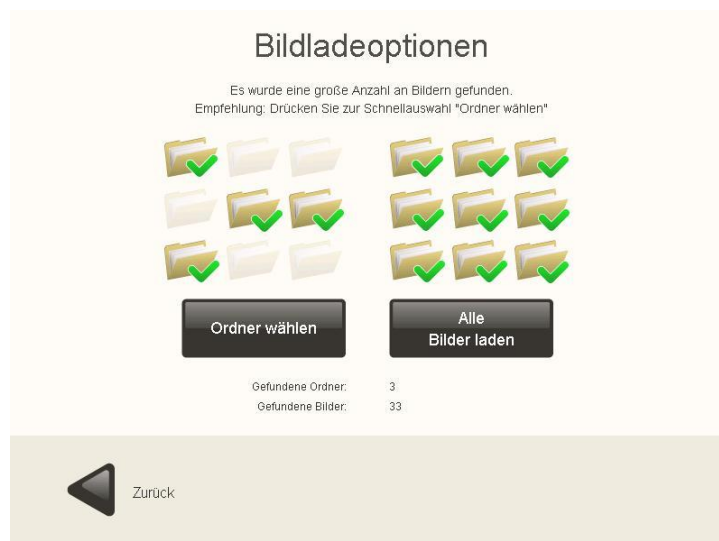 Bildladeoptionen
Es wurde eine große Anzahl an Bildern gefunden.
Empfehlung: Drücken Sie zur Schnellauswahl "Ordner wählen"
Ordner wählen
Alle
Bilder laden
Gefundene Ordner: 3
Gefundene Bilder: 33
Zurück